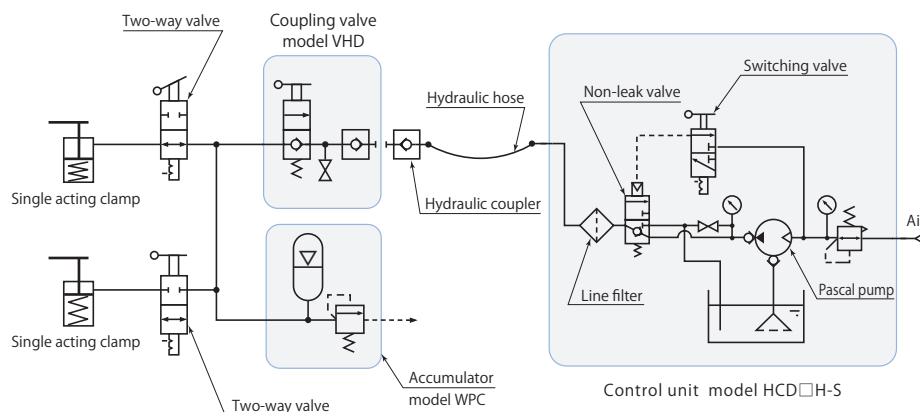 Two-way valve
Coupling valve
model VHD
Switching valve
Non-leak valve
Hydraulic hose
Single acting clamp
Hydraulic coupler
Air
Line filter
Pascal pump
Single acting clamp
Accumulator
model WPC
Control unit model HCD□H-S
Two-way valve